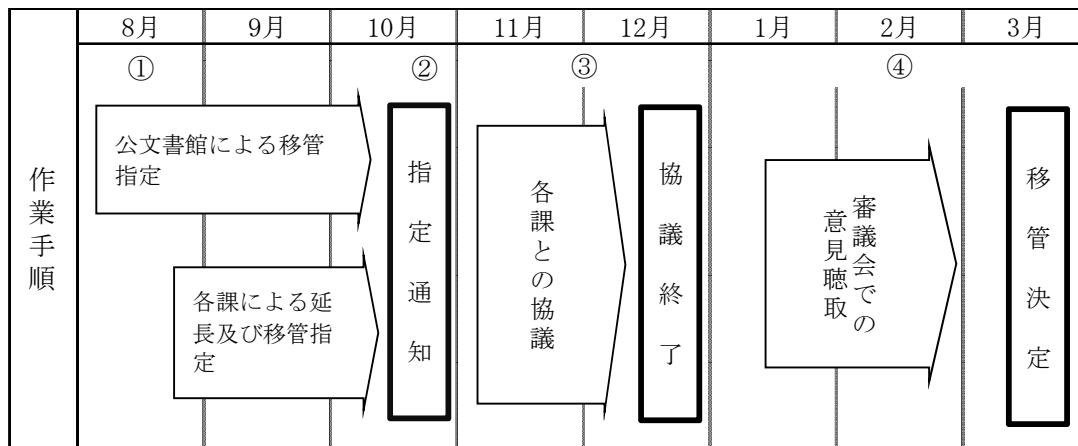 8月 9月 10月 11月 12月 1月 2月 3月
① ② ③ ④
作業手順
公文書館による移管
指定
各課による延
長及び移管指
定
指定通知
各課との協議
協議終了
審議会での
意見聴取
移管決定